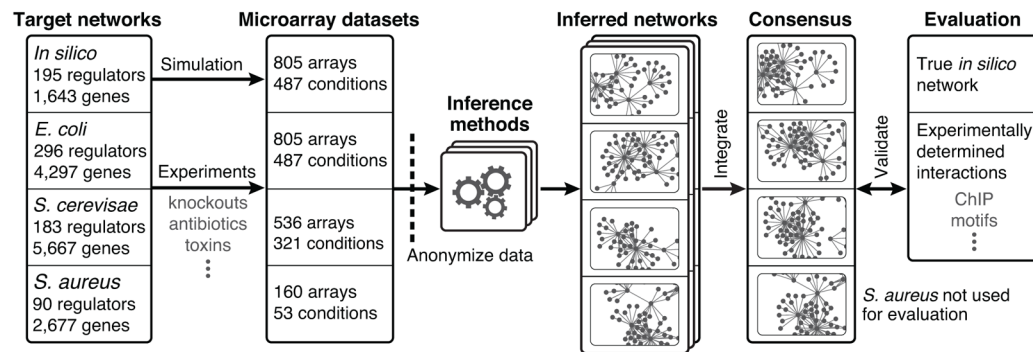 Target networks
In silico
195 regulators
1,643 genes
E. coli
296 regulators
4,297 genes
S. cerevisae
183 regulators
5,667 genes
S. aureus
90 regulators
2,677 genes
Simulation
Experiments
knockouts
antibiotics
toxins
Microarray datasets
805 arrays
487 conditions
805 arrays
487 conditions
536 arrays
321 conditions
160 arrays
53 conditions
Anonymize data
Inference
methods
Inferred networks
Integrate
Consensus
Validate
Evaluation
True in silico
network
Experimentally
determined
interactions
ChIP
motifs
S. aureus not used
for evaluation